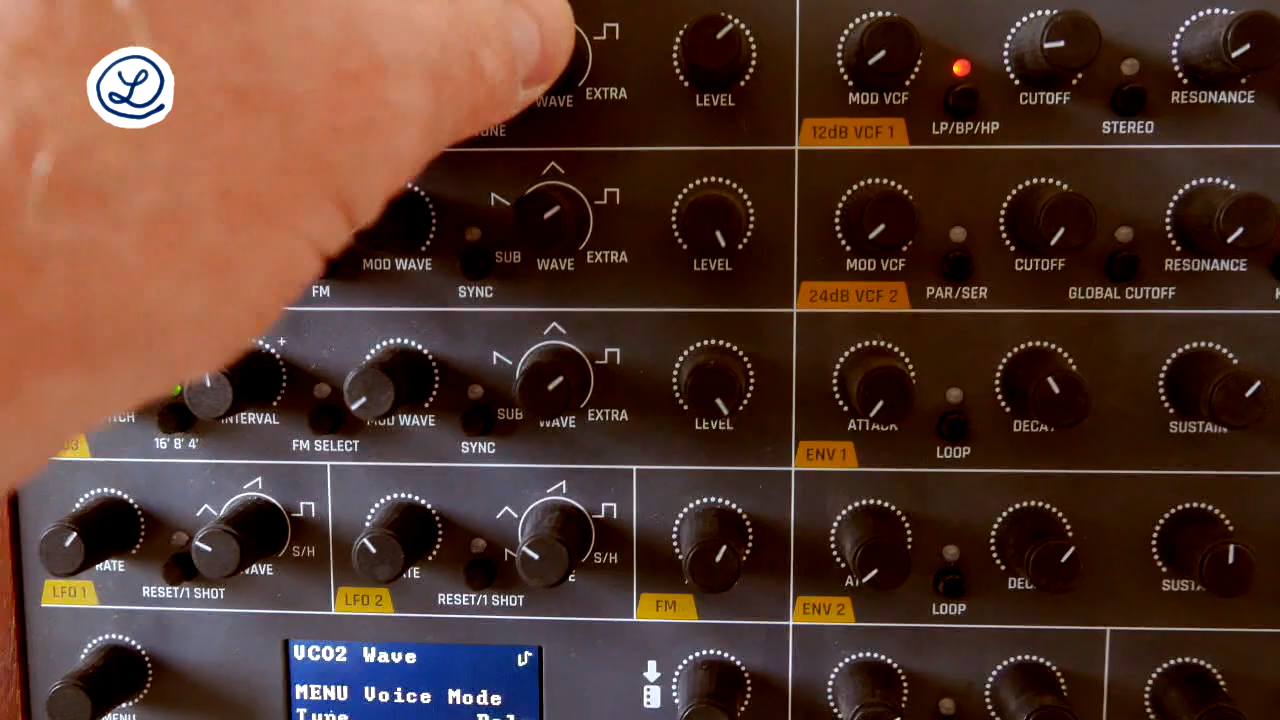 WAVE EXTRA LEVEL MOD VCF CUTOFF RESONANCE
LP/BP/HP STEREO
12dB VCF 1
MOD WAVE SUB WAVE EXTRA LEVEL MOD VCF CUTOFF RESONANCE
FM SYNC PAR/SER GLOBAL CUTOFF
24dB VCF 2
INTERVAL MOD WAVE SUB WAVE EXTRA LEVEL ATTACK DECAY SUSTAIN
16' 8' 4' FM SELECT SYNC LOOP
ENV 1
RATE WAVE S/H S/H
RESET/1 SHOT RESET/1 SHOT LOOP
LFO 1 LFO 2 FM ENV 2
VCO2 Wave
MENU Voice Mode
Type
MENU